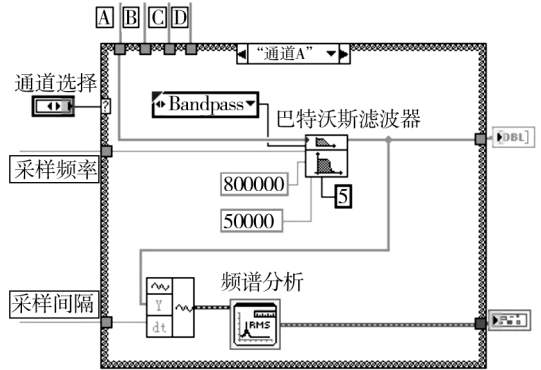 A B C D
"通道A"
通道选择
?
Bandpass
巴特沃斯滤波器
DBL]
采样频率
800000
5
50000
频谱分析
采样间隔
Y
RMS
dt